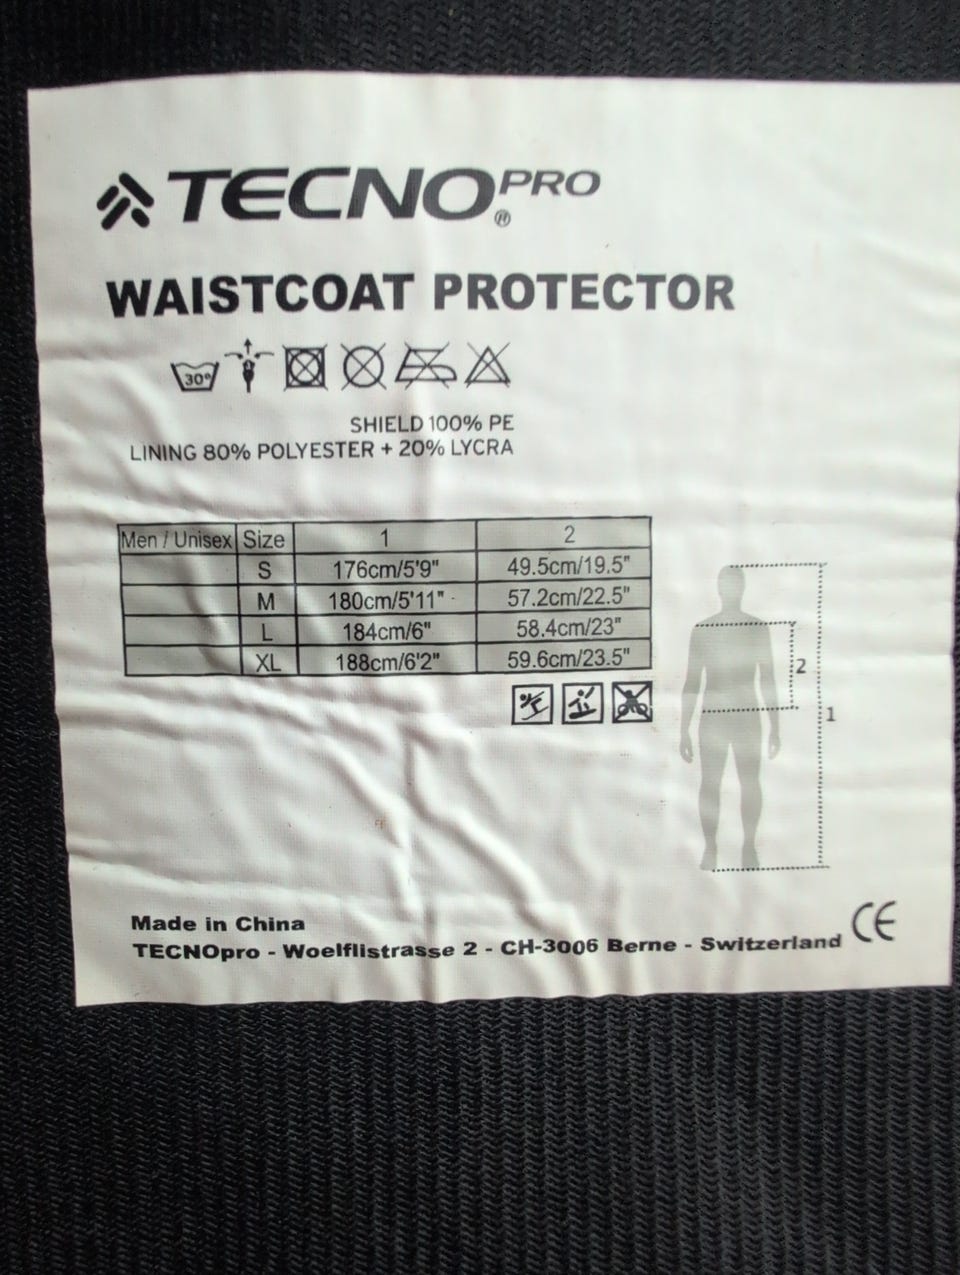 TECNOPRO®
WAISTCOAT PROTECTOR
30°
SHIELD 100% PE
LINING 80% POLYESTER + 20% LYCRA
Men / Unisex Size 1 2
S 176cm/5'9" 49.5cm/19.5"
M 180cm/5'11" 57.2cm/22.5"
L 184cm/6" 58.4cm/23"
XL 188cm/6'2" 59.6cm/23.5"
2
1
Made in China
TECNOpro - Woelflistrasse 2 - CH-3006 Berne - Switzerland CE